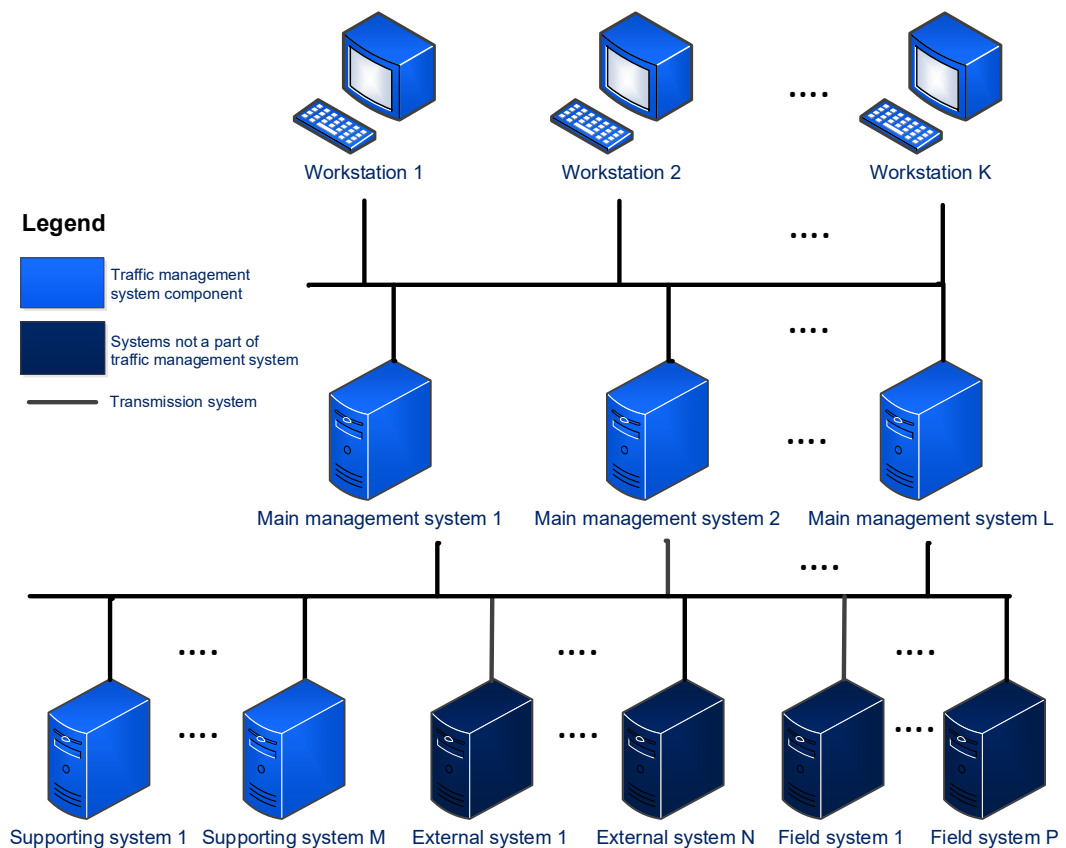 Workstation 1
Workstation 2
....
Workstation K
Legend
Traffic management
system component
Systems not a part of
traffic management system
Transmission system
....
....
....
Main management system 1
Main management system 2
Main management system L
....
....
....
....
....
....
....
Supporting system 1
Supporting system M
External system 1
External system N
Field system 1
Field system P